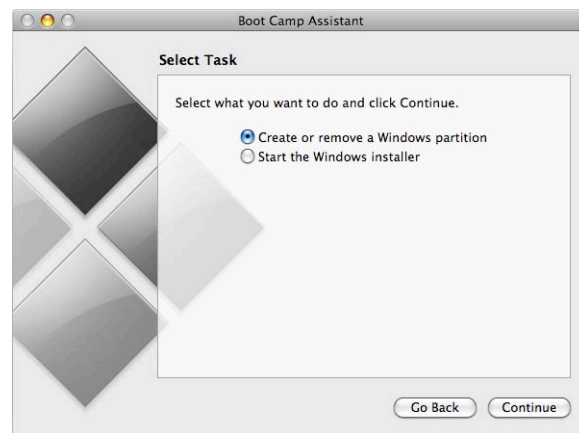 Boot Camp Assistant
Select Task
Select what you want to do and click Continue.
Create or remove a Windows partition
Start the Windows installer
Go Back
Continue